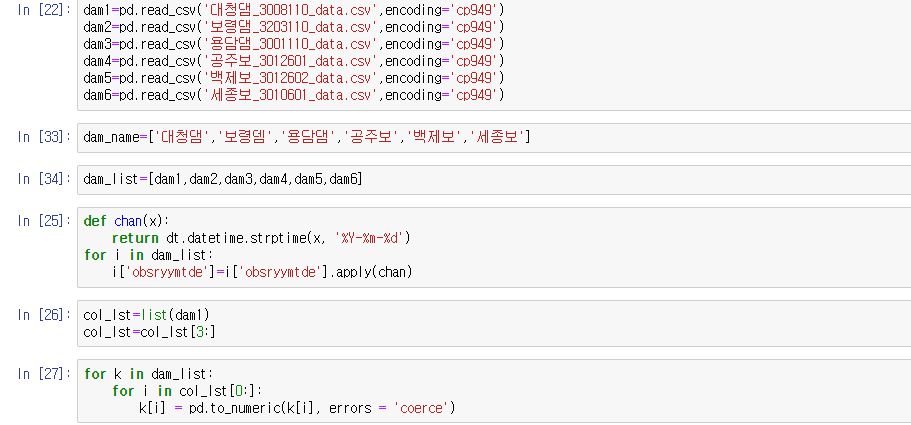 In [22]: dam1=pd.read_csv('대청댐_3008110_data.csv',encoding='cp949')
dam2=pd.read_csv('보령댐_3203110_data.csv',encoding='cp949')
dam3=pd.read_csv('용담댐_3001110_data.csv',encoding='cp949')
dam4=pd.read_csv('공주보_3012601_data.csv',encoding='cp949')
dam5=pd.read_csv('백제보_3012602_data.csv',encoding='cp949')
dam6=pd.read_csv('세종보_3010601_data.csv',encoding='cp949')
In [33]: dam_name=['대청댐','보령뎀','용담댐','공주보','백제보','세종보']
In [34]: dam_list=[dam1,dam2,dam3,dam4,dam5,dam6]
In [25]: def chan(x):
    return dt.datetime.strptime(x, '%Y-%m-%d')
for i in dam_list:
    i['obsryymtde']=i['obsryymtde'].apply(chan)
In [26]: col_lst=list(dam1)
col_lst=col_lst[3:]
In [27]: for k in dam_list:
    for i in col_lst[0:]:
        k[i] = pd.to_numeric(k[i], errors = 'coerce')